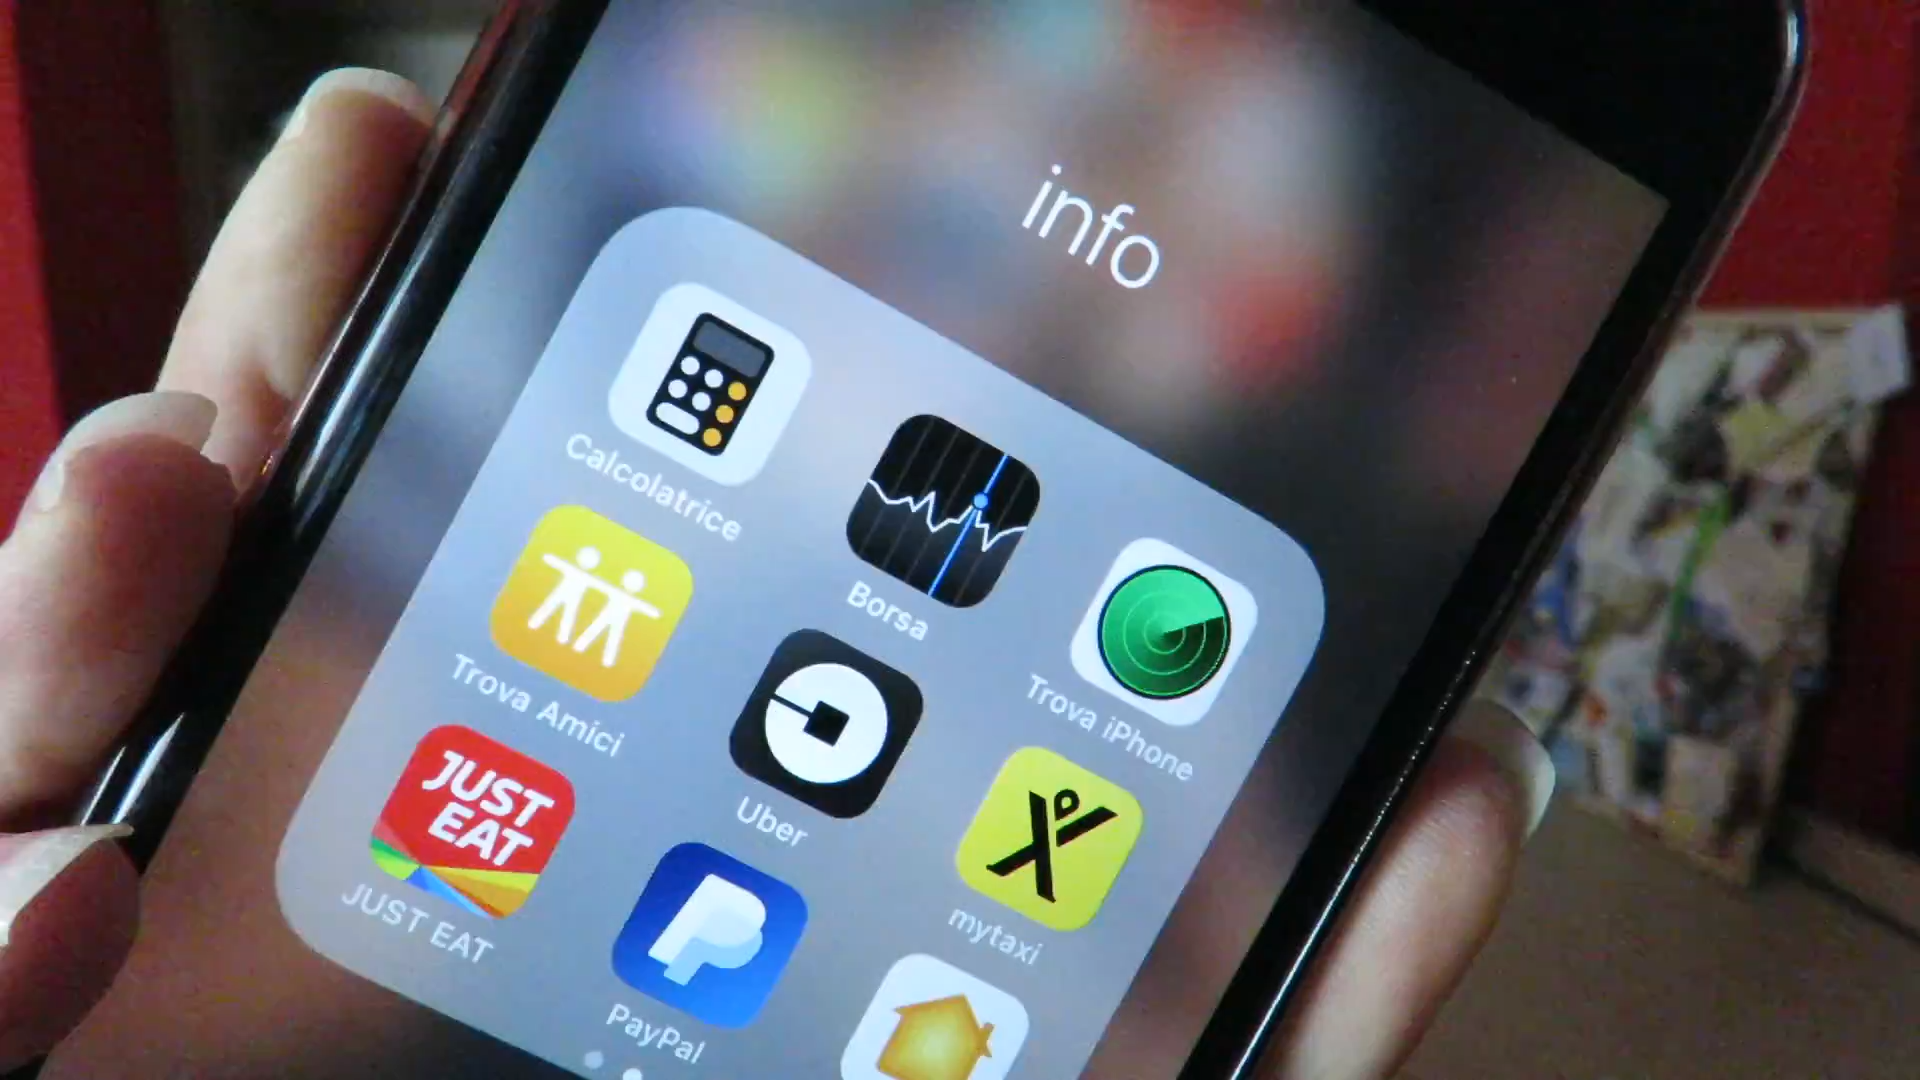 info
Calcolatrice
Borsa
Trova iPhone
Trova Amici
Uber
mytaxi
JUST
EAT
JUST EAT
PayPal